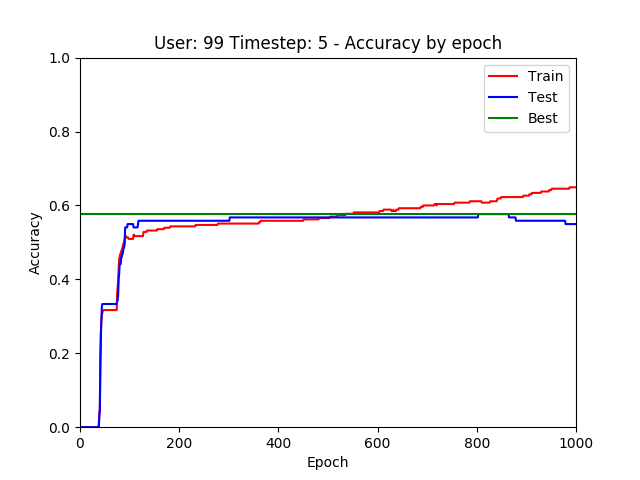 User: 99 Timestep: 5 - Accuracy by epoch
1.0
0.8
0.6
0.4
0.2
0.0
Accuracy
Train
Test
Best
0 200 400 600 800 1000
Epoch